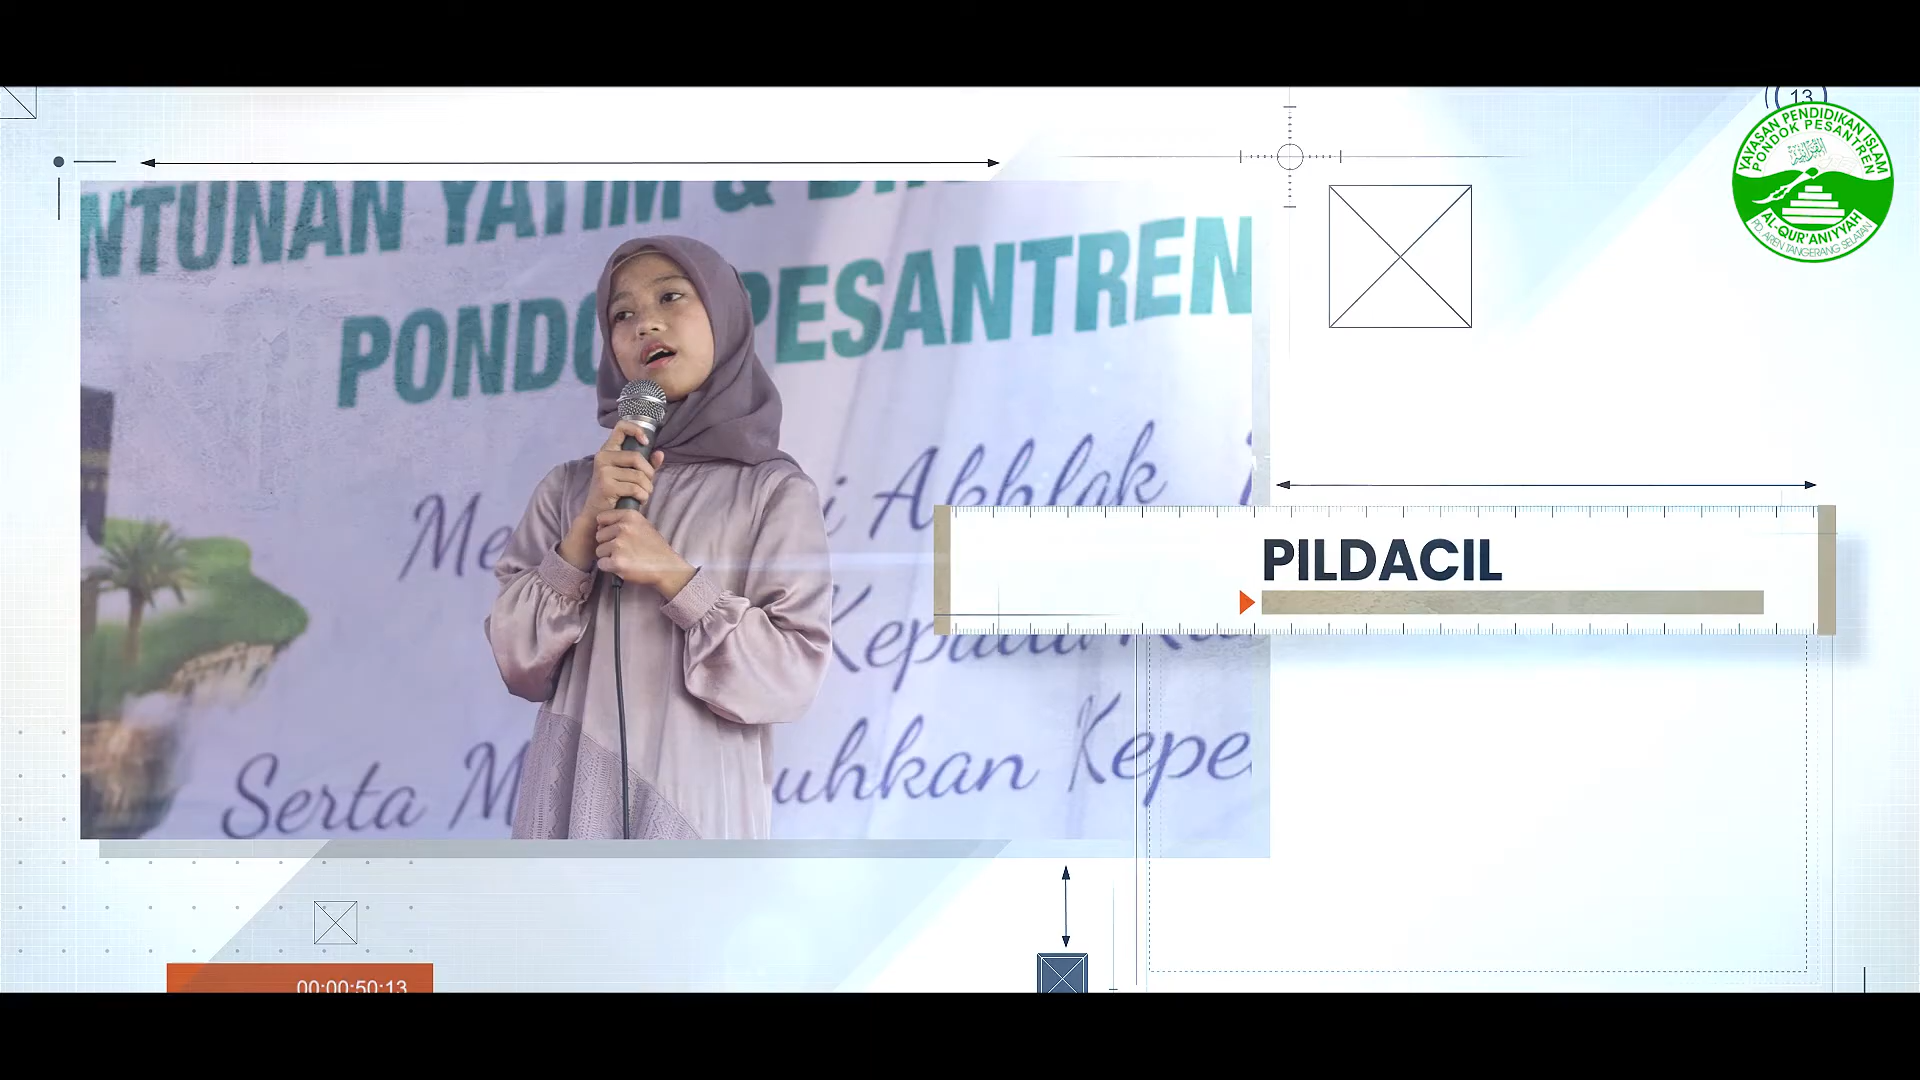 13
YAYASAN PENDIDIKAN ISLAM
PONDOK PESANTREN
AL-QUR'ANIYYAH
PD. AREN TANGERANG SELATAN
NTUNAN YATIM &
PONDO PESANTREN
Me i Akhlak
Kepada
Serta M uhkan Kepe
PILDACIL
00:00:50:13